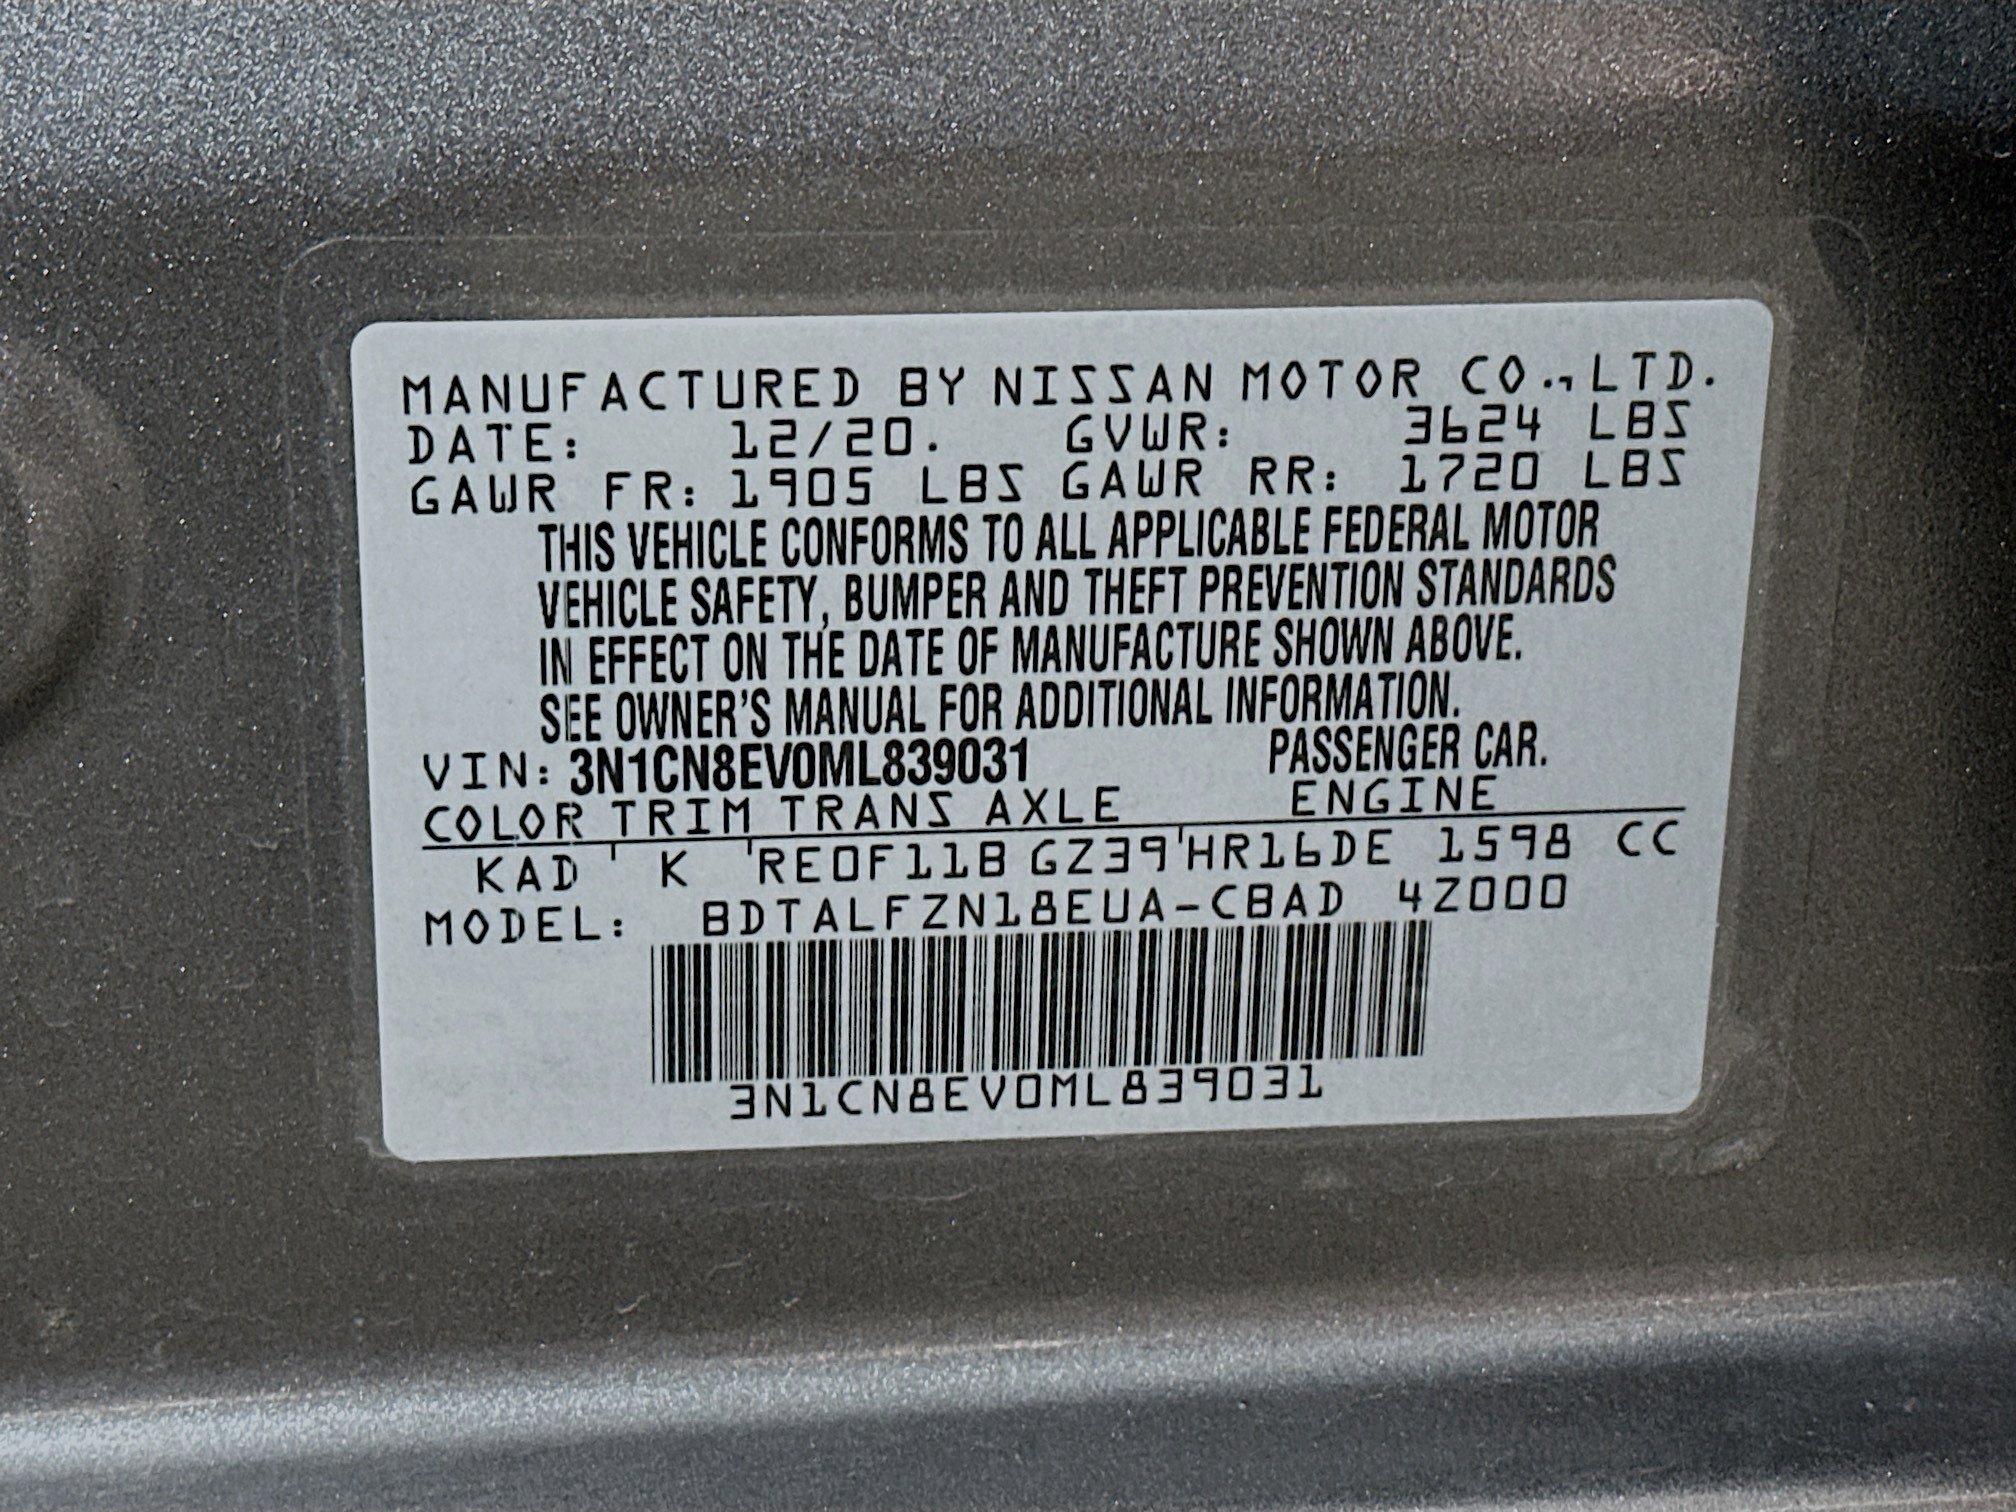 MANUFACTURED BY NISSAN MOTOR CO.,LTD.
DATE: 12/20. GVWR: 3624 LBS
GAWR FR: 1905 LBS GAWR RR: 1720 LBS
THIS VEHICLE CONFORMS TO ALL APPLICABLE FEDERAL MOTOR
VEHICLE SAFETY, BUMPER AND THEFT PREVENTION STANDARDS
IN EFFECT ON THE DATE OF MANUFACTURE SHOWN ABOVE.
SEE OWNER'S MANUAL FOR ADDITIONAL INFORMATION.
VIN: 3N1CN8EV0ML839031 PASSENGER CAR.
COLOR TRIM TRANS AXLE ENGINE
KAD K RE0F11B GZ39 HR16DE 1598 CC
MODEL: BDTALFZN18EUA-CBAD 4Z000
3N1CN8EV0ML839031